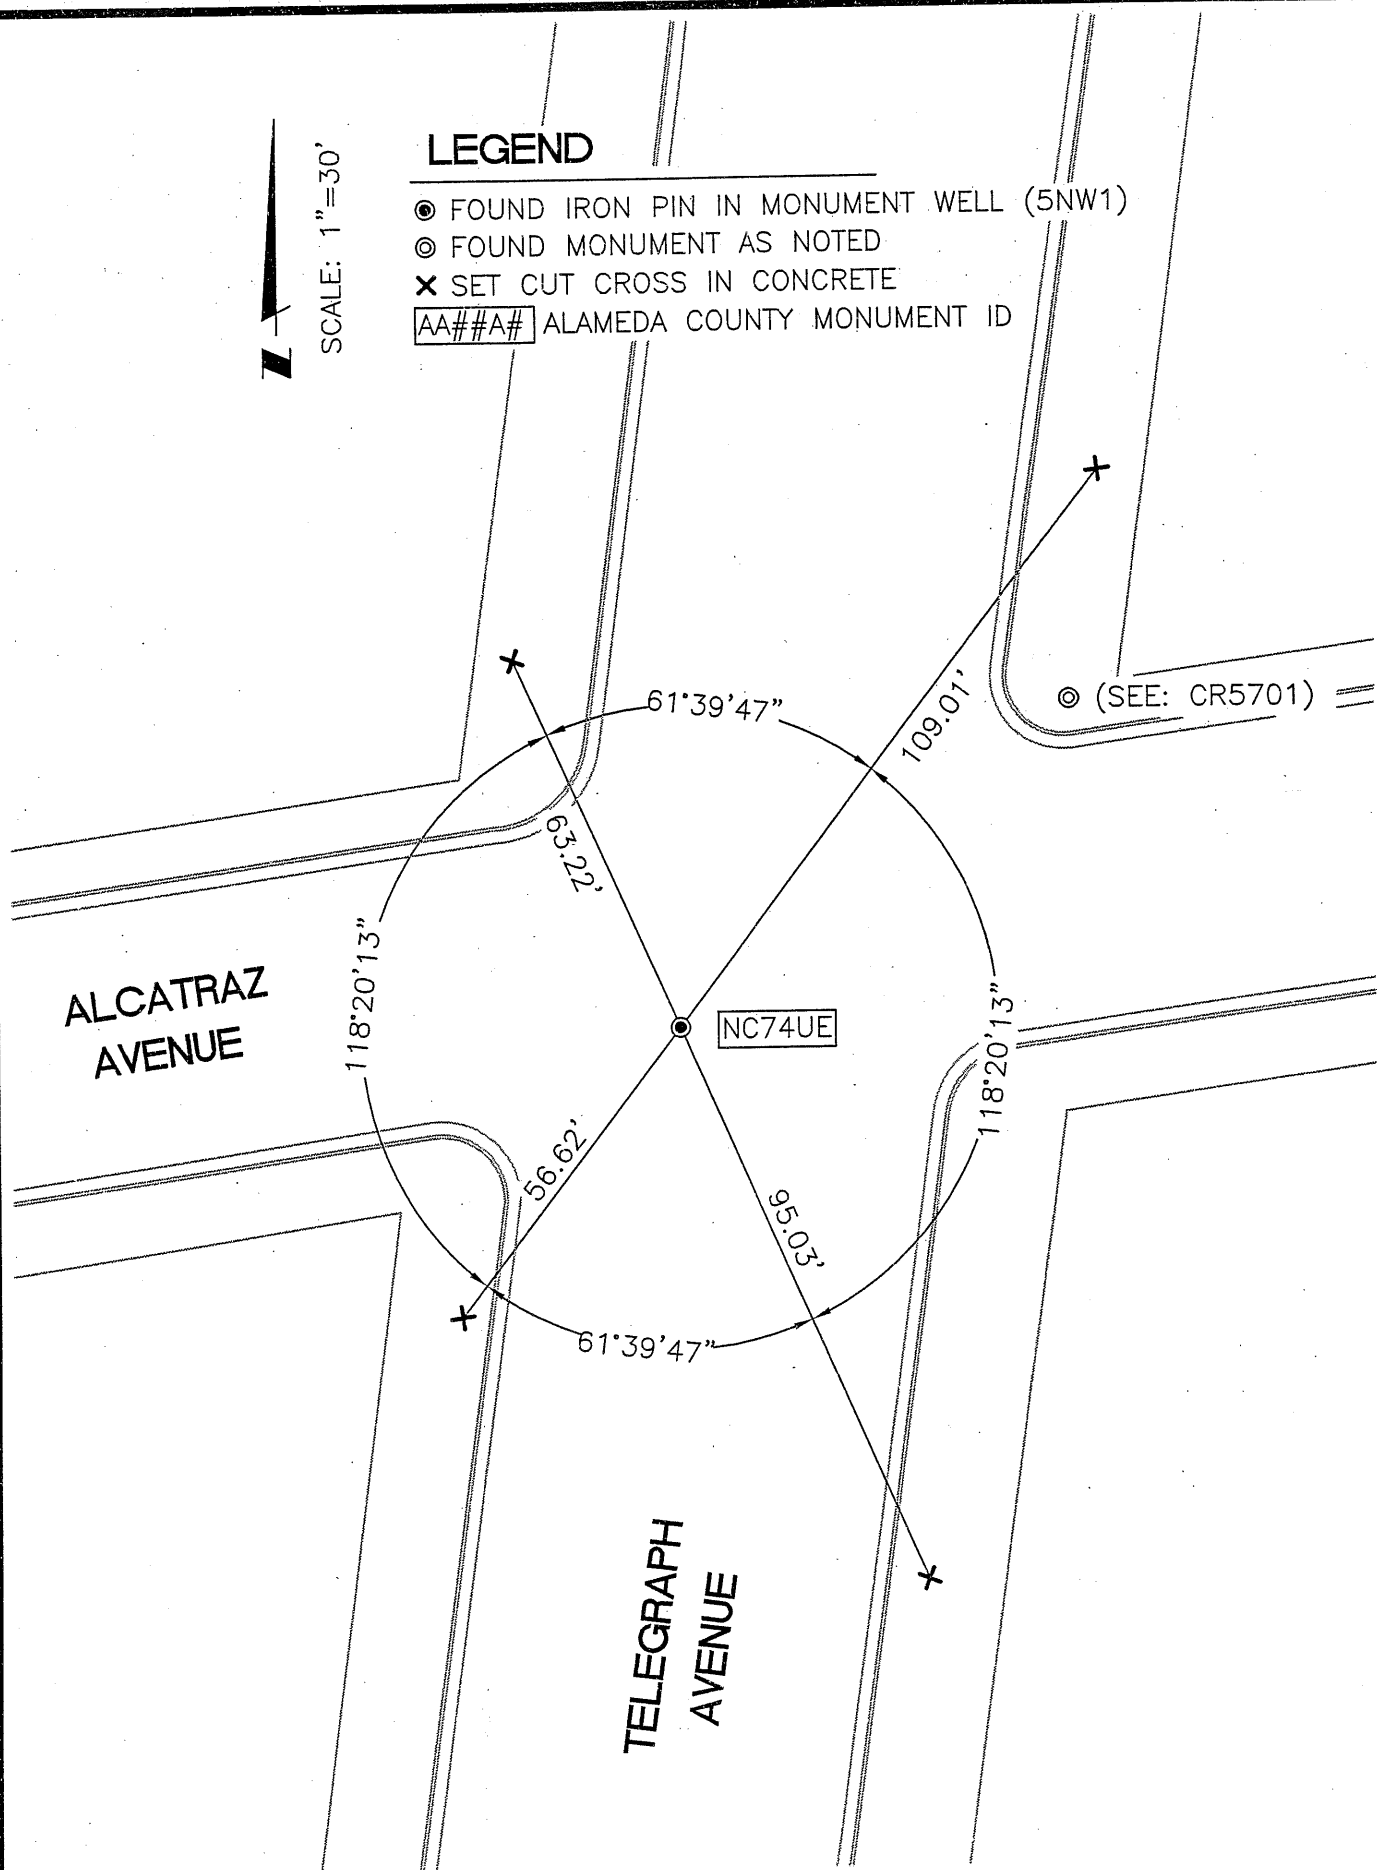 LEGEND
FOUND IRON PIN IN MONUMENT WELL (5NW1)
FOUND MONUMENT AS NOTED
SET CUT CROSS IN CONCRETE
AA##A# ALAMEDA COUNTY MONUMENT ID
SCALE: 1"=30'
N
61°39'47"
109.01'
(SEE: CR5701)
63.22'
118°20'13"
ALCATRAZ
AVENUE
NC74UE
118°20'13"
56.62'
95.03'
61°39'47"
TELEGRAPH
AVENUE